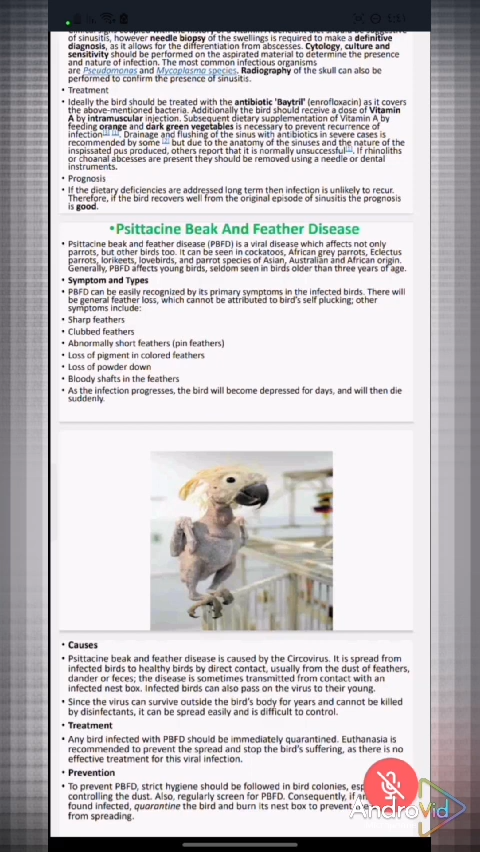 of sinusitis, however needle biopsy of the swellings is required to make a definitive
diagnosis, as it allows for the differentiation from abscesses. Cytology, culture and
sensitivity should be performed on the aspirated material to determine the presence
and nature of infection. The most common infectious organisms
are Pseudomonas and Mycoplasma species. Radiography of the skull can also be
performed to confirm the presence of sinusitis.
• Treatment
• Ideally the bird should be treated with the antibiotic 'Baytril' (enrofloxacin) as it covers
the above-mentioned bacteria. Additionally the bird should receive a dose of Vitamin
A by intramuscular injection. Subsequent dietary supplementation of Vitamin A by
feeding orange and dark green vegetables is necessary to prevent recurrence of
infection. Drainage and flushing of the sinus with antibiotics in severe cases is
recommended by some but due to the anatomy of the sinuses and the nature of the
inspissated pus produced, others report that it is normally unsuccessful. If rhinoliths
or choanal abcesses are present they should be removed using a needle or dental
instruments.
• Prognosis
• If the dietary deficiencies are addressed long term then infection is unlikely to recur.
Therefore, if the bird recovers well from the original episode of sinusitis the prognosis
is good.
•Psittacine Beak And Feather Disease
• Psittacine beak and feather disease (PBFD) is a viral disease which affects not only
parrots, but other birds too. It can be seen in cockatoos, African grey parrots, Eclectus
parrots, lorikeets, lovebirds, and parrot species of Asian, Australian and African origin.
Generally, PBFD affects young birds, seldom seen in birds older than three years of age.
• Symptom and Types
• PBFD can be easily recognized by its primary symptoms in the infected birds. There will
be general feather loss, which cannot be attributed to bird's self plucking; other
symptoms include:
• Sharp feathers
• Clubbed feathers
• Abnormally short feathers (pin feathers)
• Loss of pigment in colored feathers
• Loss of powder down
• Bloody shafts in the feathers
• As the infection progresses, the bird will become depressed for days, and will then die
suddenly.
• Causes
• Psittacine beak and feather disease is caused by the Circovirus. It is spread from
infected birds to healthy birds by direct contact, usually from the dust of feathers,
dander or feces; the disease is sometimes transmitted from contact with an
infected nest box. Infected birds can also pass on the virus to their young.
• Since the virus can survive outside the bird's body for years and cannot be killed
by disinfectants, it can be spread easily and is difficult to control.
• Treatment
• Any bird infected with PBFD should be immediately quarantined. Euthanasia is
recommended to prevent the spread and stop the bird's suffering, as there is no
effective treatment for this viral infection.
• Prevention
• To prevent PBFD, strict hygiene should be followed in bird colonies,
controlling the dust. Also, regularly screen for PBFD. Consequently, if
found infected, quarantine the bird and burn its nest box to prevent
from spreading.
AndroVid